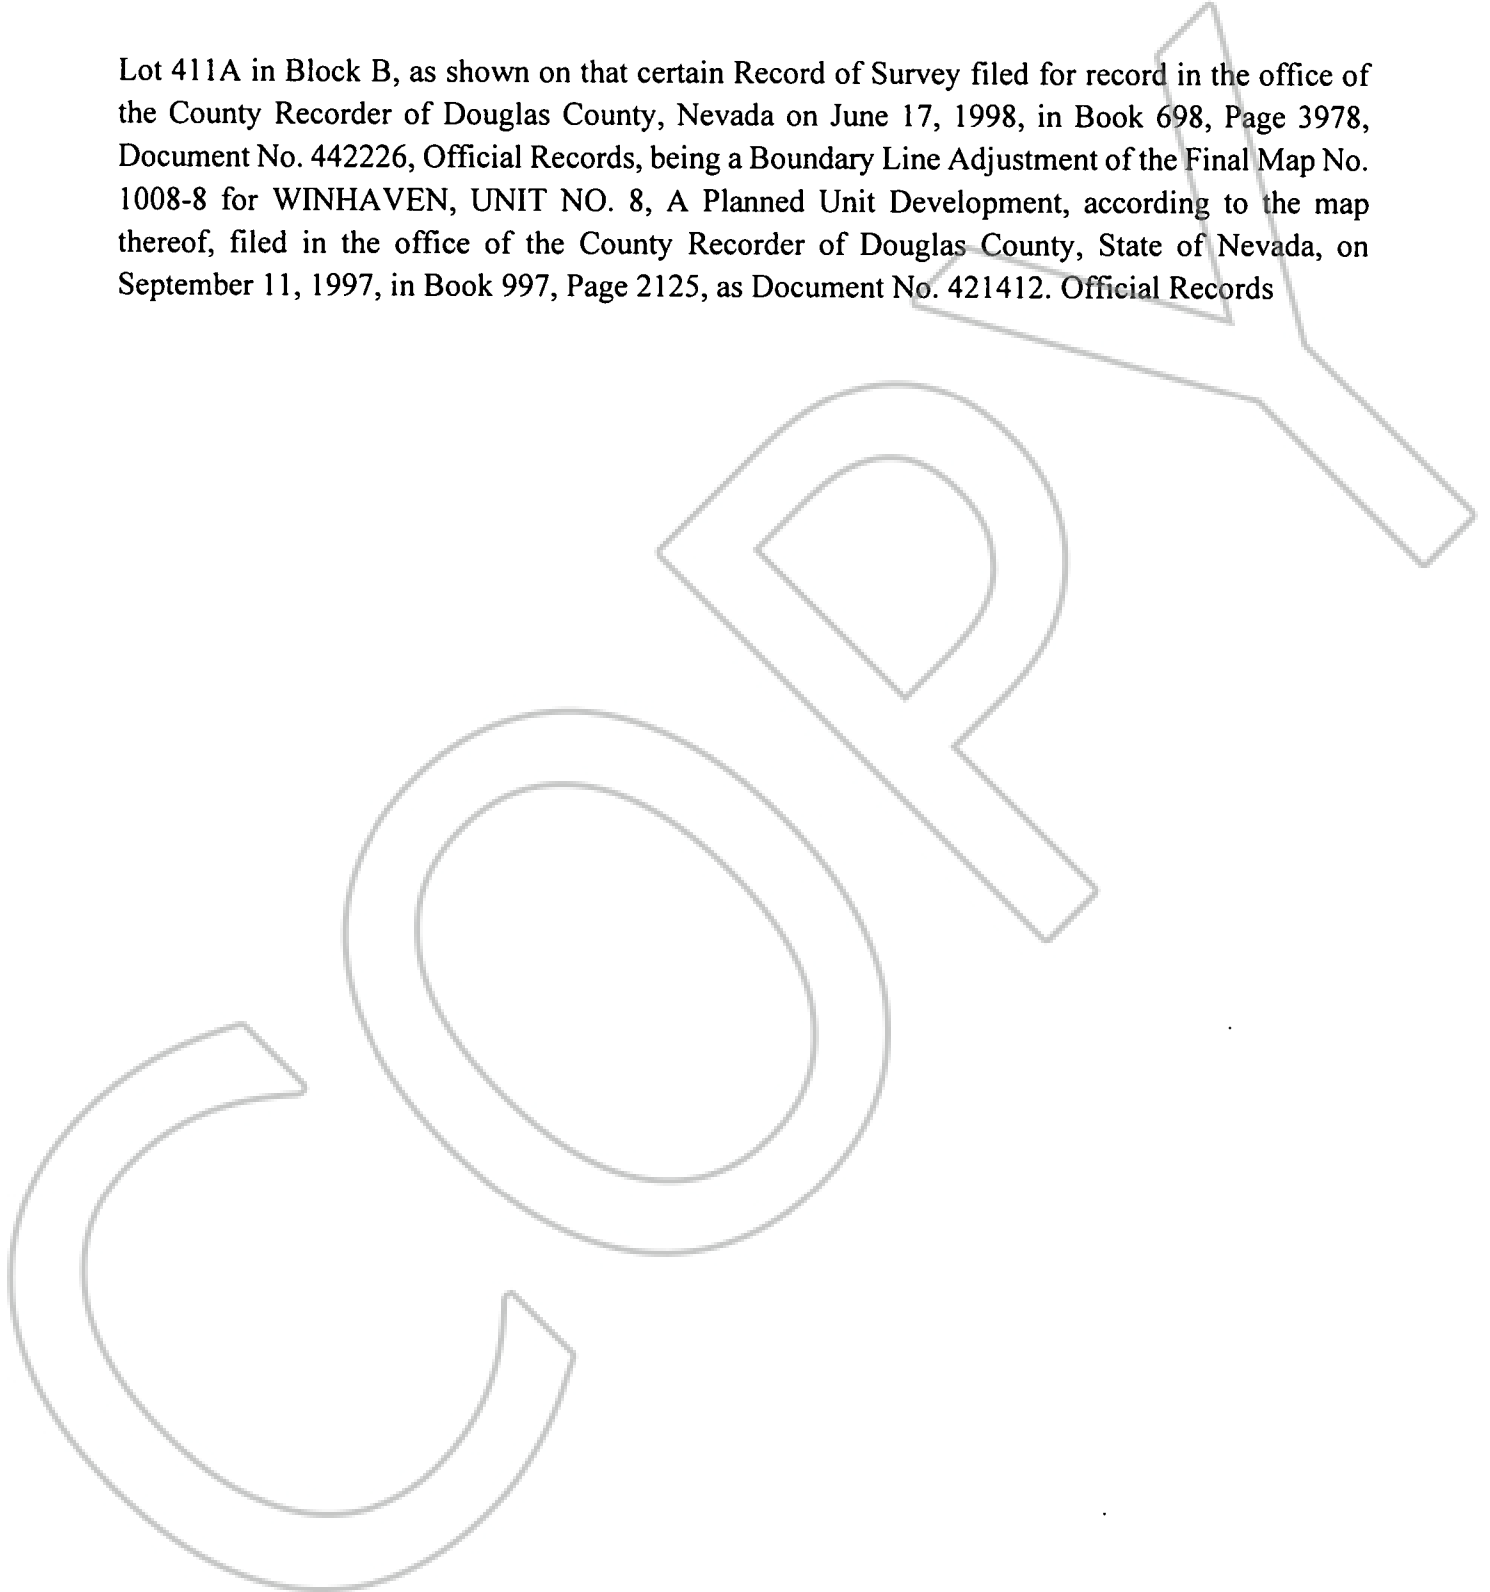 Lot 411A in Block B, as shown on that certain Record of Survey filed for record in the office of
the County Recorder of Douglas County, Nevada on June 17, 1998, in Book 698, Page 3978,
Document No. 442226, Official Records, being a Boundary Line Adjustment of the Final Map No.
1008-8 for WINHAVEN, UNIT NO. 8, A Planned Unit Development, according to the map
thereof, filed in the office of the County Recorder of Douglas County, State of Nevada, on
September 11, 1997, in Book 997, Page 2125, as Document No. 421412. Official Records
COPY